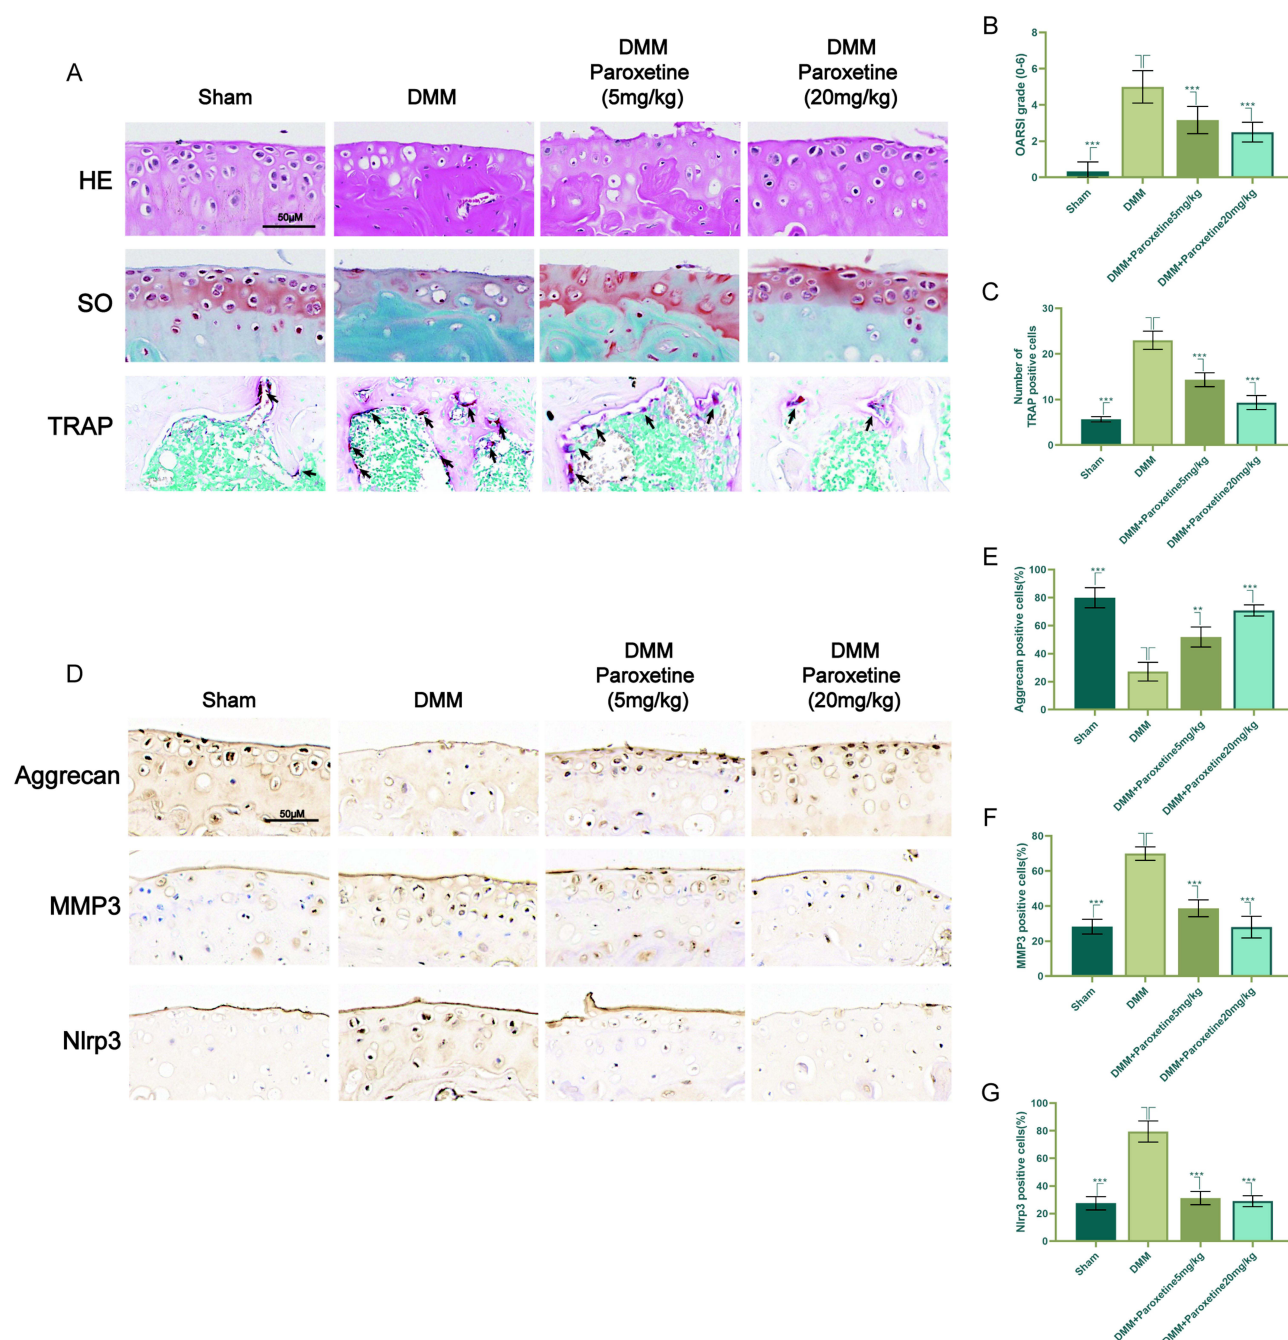 A
Sham
DMM
DMM
Paroxetine
(5mg/kg)
DMM
Paroxetine
(20mg/kg)
HE
50μM
SO
TRAP
B
OARSI grade (0-6)
8
6
4
2
0
***
***
***
Sham
DMM
DMM+Paroxetine5mg/kg
DMM+Paroxetine20mg/kg
C
Number of
TRAP positive cells
30
20
10
0
***
***
***
Sham
DMM
DMM+Paroxetine5mg/kg
DMM+Paroxetine20mg/kg
D
Sham
DMM
DMM
Paroxetine
(5mg/kg)
DMM
Paroxetine
(20mg/kg)
Aggrecan
50μM
MMP3
Nlrp3
E
Aggrecan positive cells(%)
100
80
60
40
20
0
***
**
***
Sham
DMM
DMM+Paroxetine5mg/kg
DMM+Paroxetine20mg/kg
F
MMP3 positive cells(%)
80
60
40
20
0
***
***
***
Sham
DMM
DMM+Paroxetine5mg/kg
DMM+Paroxetine20mg/kg
G
Nlrp3 positive cells(%)
100
80
60
40
20
0
***
***
***
Sham
DMM
DMM+Paroxetine5mg/kg
DMM+Paroxetine20mg/kg